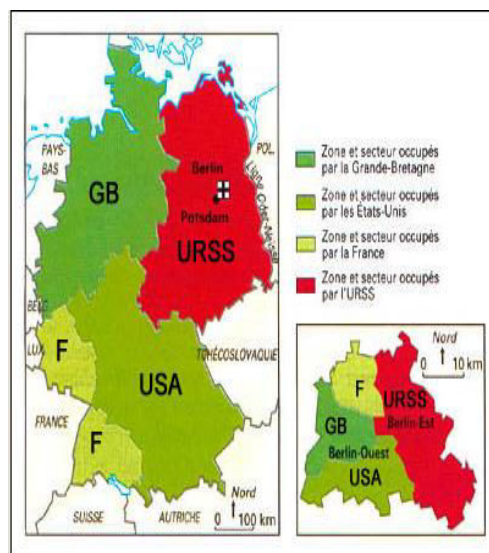 PAYS-
BAS
GB
POL.
Berlin
Ligne Oder-Neisse
Potsdam
URSS
BELG.
LUX.
F
TCHÉCOSLOVAQUIE
USA
FRANCE
F
SUISSE
AUTRICHE
Nord
0 100 km
Zone et secteur occupés
par la Grande-Bretagne
Zone et secteur occupés
par les États-Unis
Zone et secteur occupés
par la France
Zone et secteur occupés
par l'URSS
Nord
0 10 km
F
URSS
GB
Berlin-Est
Berlin-Ouest
USA